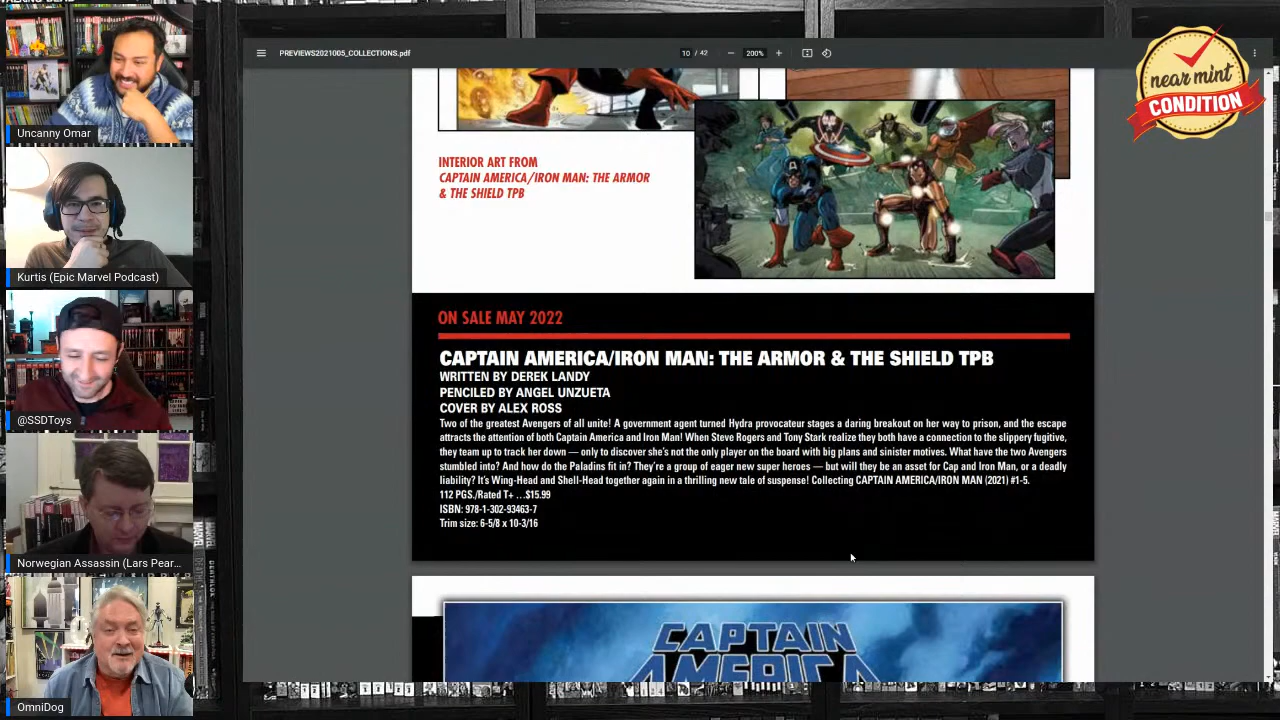 Uncanny Omar
Kurtis (Epic Marvel Podcast)
@SSDToys
Norwegian Assassin (Lars Pear...
OmniDog
PREVIEWS2021005_COLLECTIONS.pdf
10 / 42
200%
near mint
CONDITION
INTERIOR ART FROM
CAPTAIN AMERICA/IRON MAN: THE ARMOR
& THE SHIELD TPB
ON SALE MAY 2022
CAPTAIN AMERICA/IRON MAN: THE ARMOR & THE SHIELD TPB
WRITTEN BY DEREK LANDY
PENCILED BY ANGEL UNZUETA
COVER BY ALEX ROSS
Two of the greatest Avengers of all unite! A government agent turned Hydra provocateur stages a daring breakout on her way to prison, and the escape
attracts the attention of both Captain America and Iron Man! When Steve Rogers and Tony Stark realize they both have a connection to the slippery fugitive,
they team up to track her down — only to discover she's not the only player on the board with big plans and sinister motives. What have the two Avengers
stumbled into? And how do the Paladins fit in? They're a group of eager new super heroes — but will they be an asset for Cap and Iron Man, or a deadly
liability? It's Wing-Head and Shell-Head together again in a thrilling new tale of suspense! Collecting CAPTAIN AMERICA/IRON MAN (2021) #1-5.
112 PGS./Rated T+ ...$15.99
ISBN: 978-1-302-93463-7
Trim size: 6-5/8 x 10-3/16
CAPTAIN
AMERICA